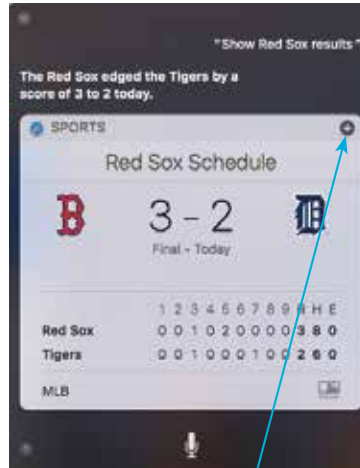 "Show Red Sox results"
The Red Sox edged the Tigers by a
score of 3 to 2 today.
SPORTS
Red Sox Schedule
B 3 – 2 D
Final - Today
1 2 3 4 5 6 7 8 9 R H E
Red Sox 0 0 1 0 2 0 0 0 0 3 8 0
Tigers 0 0 1 0 0 0 1 0 0 2 6 0
MLB